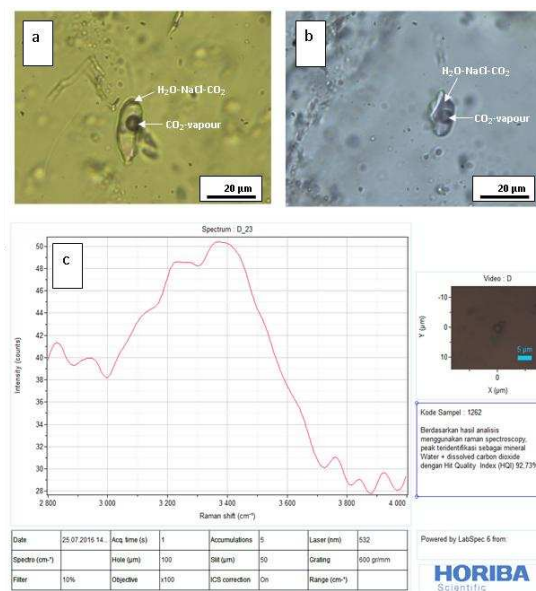 a
H₂O-NaCl-CO₂
CO₂-vapour
20 µm
b
H₂O-NaCl-CO₂
CO₂-vapour
20 µm
Spectrum : D_23
c
50
48
46
44
42
40
38
36
34
32
30
28
Intensity (counts)
2 800 3 000 3 200 3 400 3 600 3 800 4 000
Raman shift (cm⁻¹)
Video : D
-10
0
10
Y (µm)
5 µm
0
X (µm)
Kode Sampel : 1262
Berdasarkan hasil analisis
menggunakan raman spectroscopy,
peak teridentifikasi sebagai mineral
Water + dissolved carbon dioxide
dengan Hit Quality Index (HQI) 92,73%
Date 25.07.2016 14... Acq. time (s) 1 Accumulations 5 Laser (nm) 532
Spectro (cm-¹) Hole (µm) 100 Slit (µm) 50 Grating 600 gr/mm
Filter 10% Objective x100 ICS correction On Range (cm-¹)
Powered by LabSpec 6 from:
HORIBA
Scientific